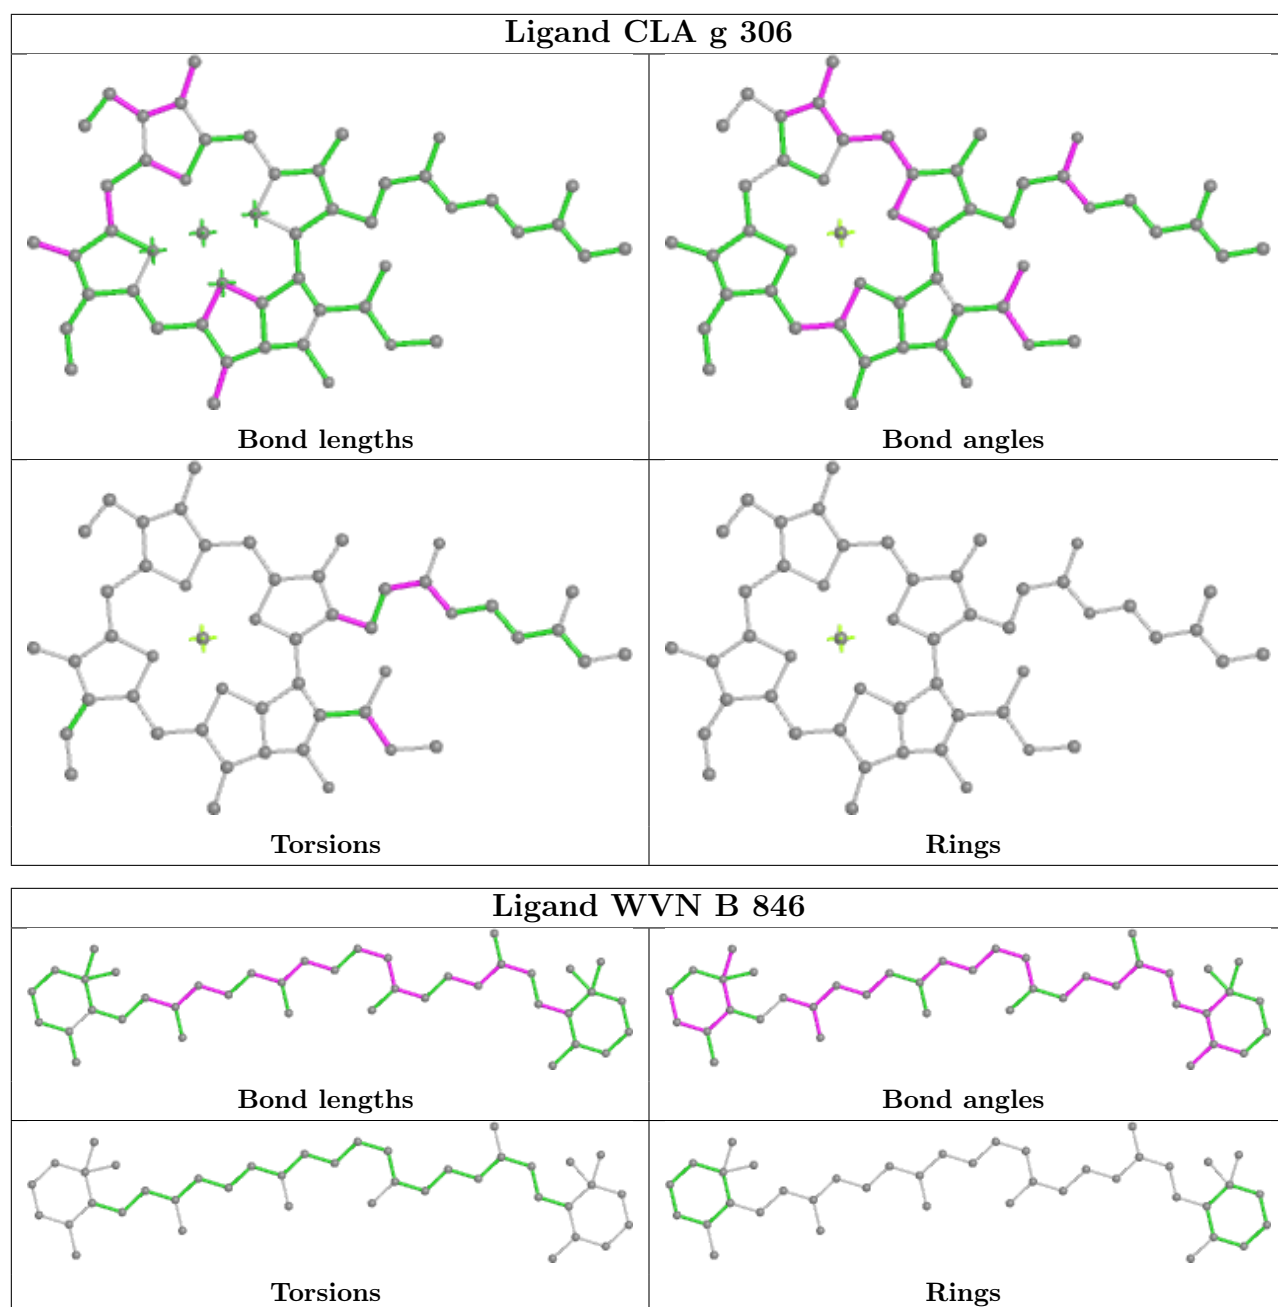 Ligand CLA g 306
Bond lengths
Bond angles
Torsions
Rings
Ligand WVN B 846
Bond lengths
Bond angles
Torsions
Rings